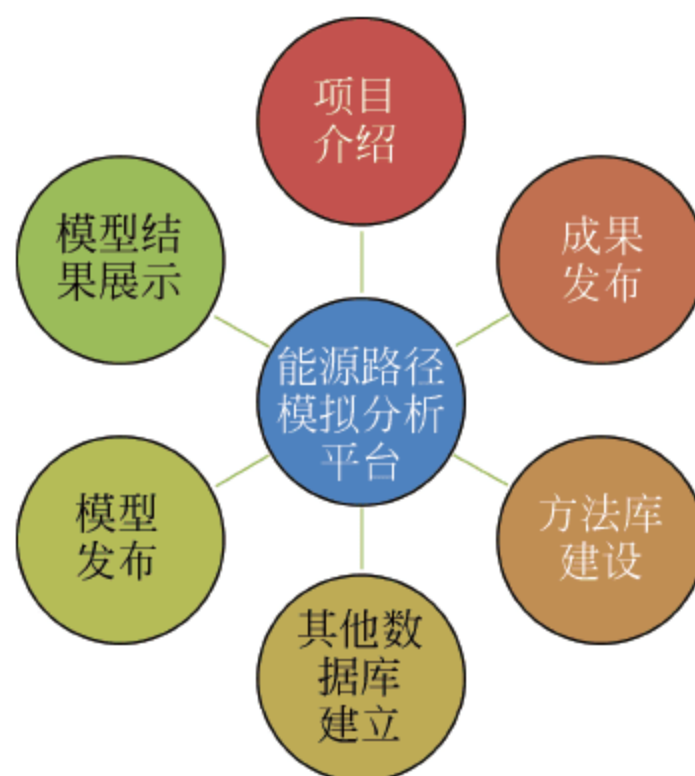 项目
介绍
模型结
果展示
成果
发布
能源路径
模拟分析
平台
模型
发布
方法库
建设
其他数
据库
建立